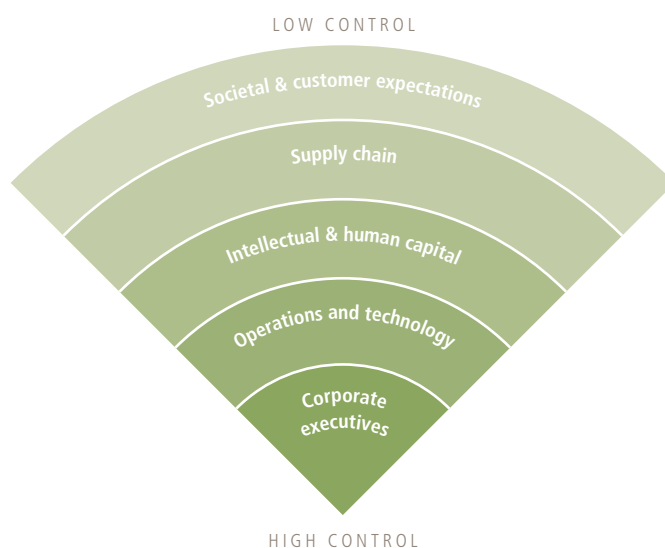 LOW CONTROL
Societal & customer expectations
Supply chain
Intellectual & human capital
Operations and technology
Corporate
executives
HIGH CONTROL